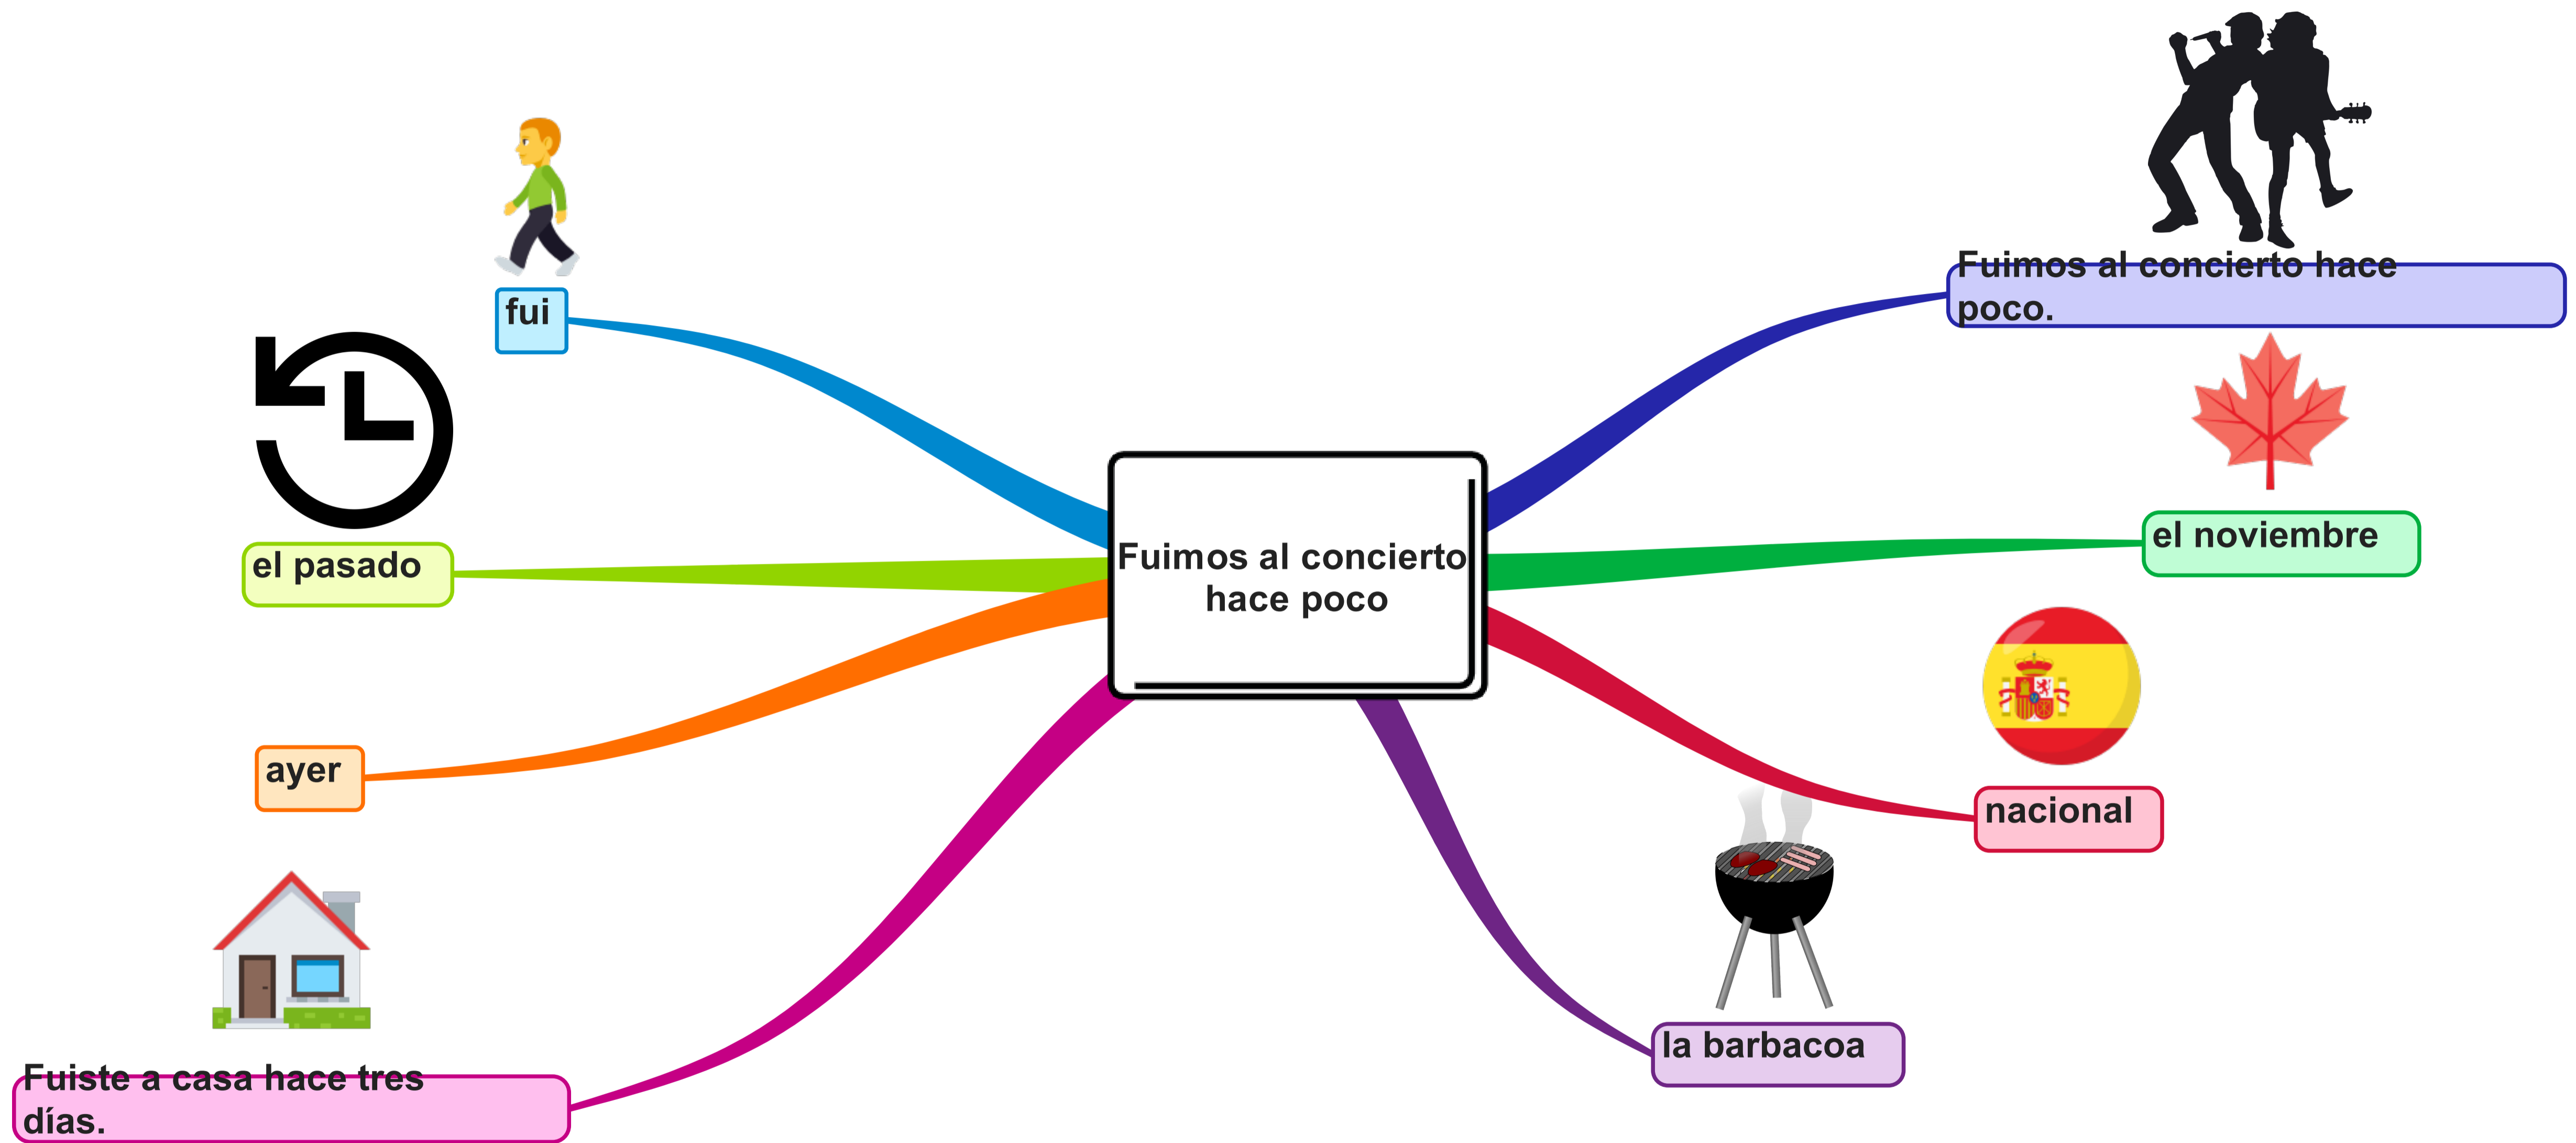 Fuimos al concierto
hace poco
Fuimos al concierto hace
poco.
el noviembre
nacional
la barbacoa
Fuiste a casa hace tres
días.
ayer
el pasado
fui